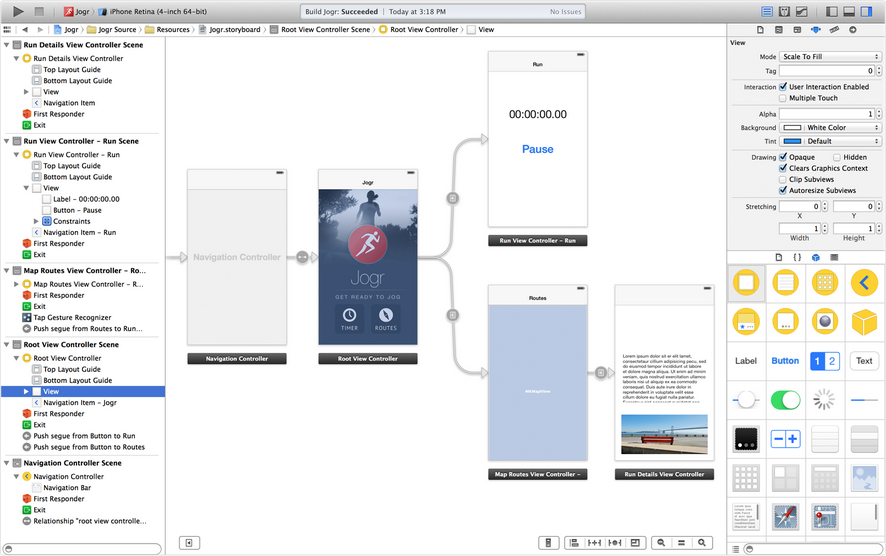 Jogr
iPhone Retina (4-inch 64-bit)
Build Jogr: Succeeded | Today at 3:18 PM
No Issues
Jogr
Jogr Source
Resources
Jogr.storyboard
Root View Controller Scene
Root View Controller
View
Run Details View Controller Scene
Run Details View Controller
Top Layout Guide
Bottom Layout Guide
View
Navigation Item
First Responder
Exit
Run View Controller – Run Scene
Run View Controller – Run
Top Layout Guide
Bottom Layout Guide
View
Label – 00:00:00.00
Button – Pause
Constraints
Navigation Item – Run
First Responder
Exit
Map Routes View Controller – Ro...
Map Routes View Controller – R...
First Responder
Exit
Tap Gesture Recognizer
Push segue from Routes to Run...
Root View Controller Scene
Root View Controller
Top Layout Guide
Bottom Layout Guide
View
Navigation Item – Jogr
First Responder
Exit
Push segue from Button to Run
Push segue from Button to Routes
Navigation Controller Scene
Navigation Controller
Navigation Bar
First Responder
Exit
Relationship "root view controlle...
Navigation Controller
Navigation Controller
Jogr
Jogr
GET READY TO JOG
TIMER
ROUTES
Root View Controller
Run
00:00:00.00
Pause
Run View Controller – Run
Routes
MKMapView
Map Routes View Controller –
Lorem ipsum dolor sit er elit lamet,
consectetaur cillium adipisicing pecu, sed
do eiusmod tempor incididunt ut labore et
dolore magna aliqua. Ut enim ad minim
veniam, quis nostrud exercitation ullamco
laboris nisi ut aliquip ex ea commodo
consequat. Duis aute irure dolor in
reprehenderit in voluptate velit esse cillum
dolore eu fugiat nulla pariatur.
Run Details View Controller
View
Mode
Scale To Fill
Tag
0
Interaction
User Interaction Enabled
Multiple Touch
Alpha
1
Background
White Color
Tint
Default
Drawing
Opaque
Hidden
Clears Graphics Context
Clip Subviews
Autoresize Subviews
Stretching
0
0
X
Y
1
1
Width
Height
{ }
Label
Button
1 2
Text